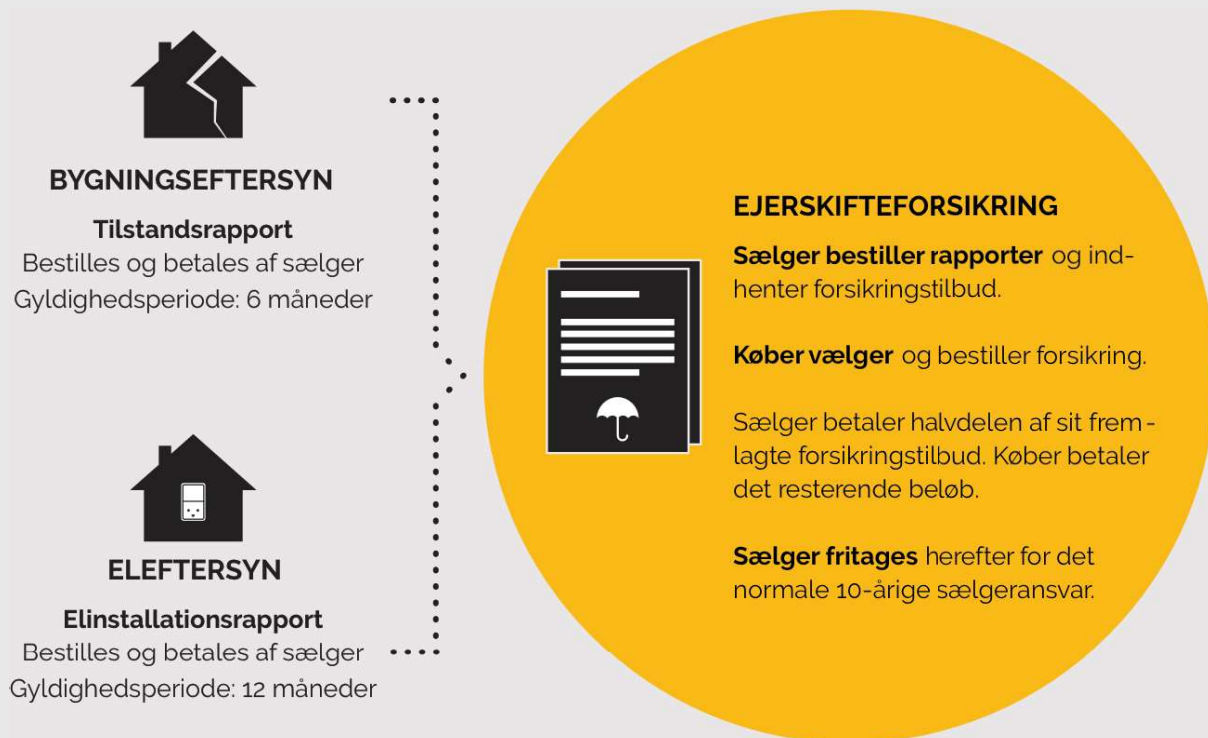 BYGNINGSEFTERSYN
Tilstandsrapport
Bestilles og betales af sælger
Gyldighedsperiode: 6 måneder
ELEFTERSYN
Elinstallationsrapport
Bestilles og betales af sælger
Gyldighedsperiode: 12 måneder
EJERSKIFTEFORSIKRING
Sælger bestiller rapporter og ind-
henter forsikringstilbud.
Køber vælger og bestiller forsikring.
Sælger betaler halvdelen af sit frem-
lagte forsikringstilbud. Køber betaler
det resterende beløb.
Sælger fritages herefter for det
normale 10-årige sælgeransvar.